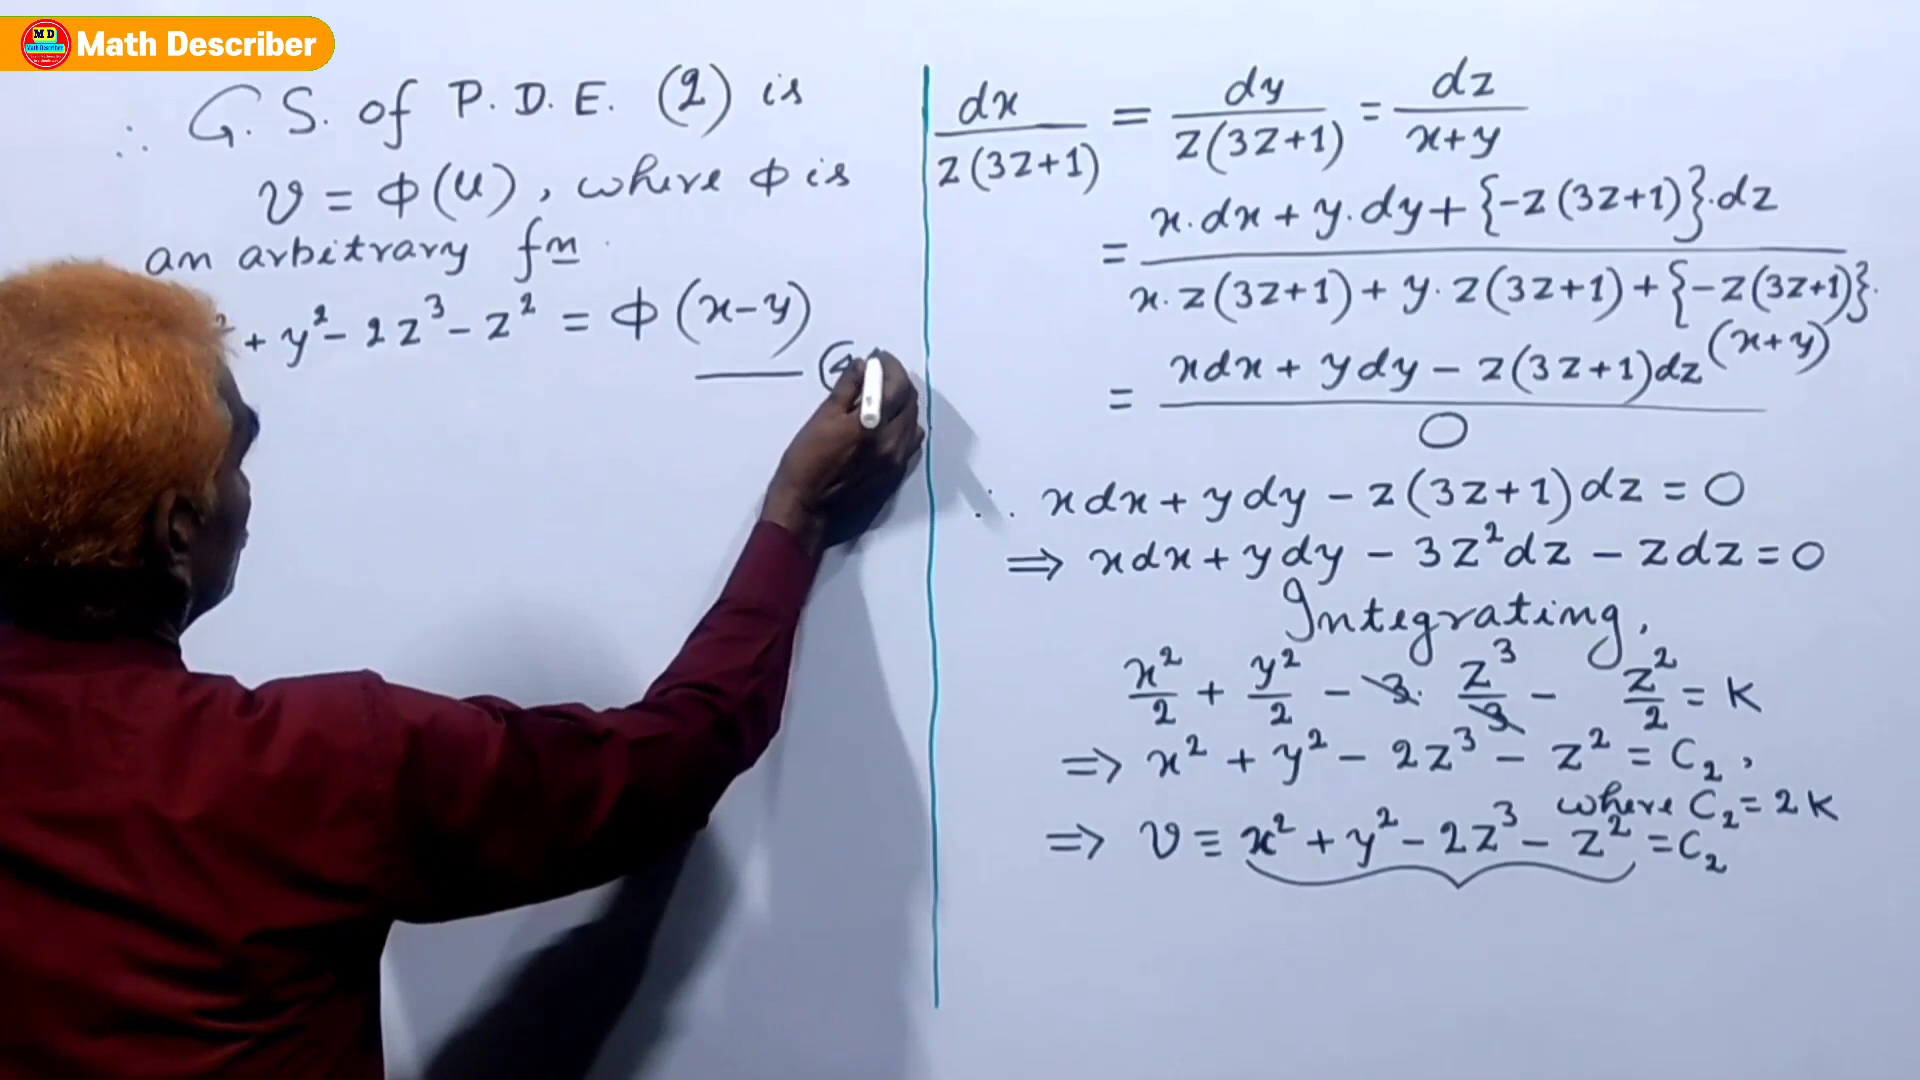 M D
Math Describer
Math Describer
∴ G. S. of P. D. E. (2) is
v = ϕ(u), where ϕ is
an arbitrary fn.
² + y² - 2z³ - z² = ϕ(x-y)
dx/z(3z+1) = dy/z(3z+1) = dz/x+y
= x.dx + y.dy + {-z(3z+1)}.dz / x.z(3z+1) + y.z(3z+1) + {-z(3z+1)}.(x+y)
= xdx + ydy - z(3z+1)dz / 0
∴ xdx + ydy - z(3z+1)dz = 0
⇒ xdx + ydy - 3z²dz - zdz = 0
Integrating,
x²/2 + y²/2 - 3. z³/3 - z²/2 = K
⇒ x² + y² - 2z³ - z² = C₂,
where C₂ = 2K
⇒ v ≡ x² + y² - 2z³ - z² = C₂